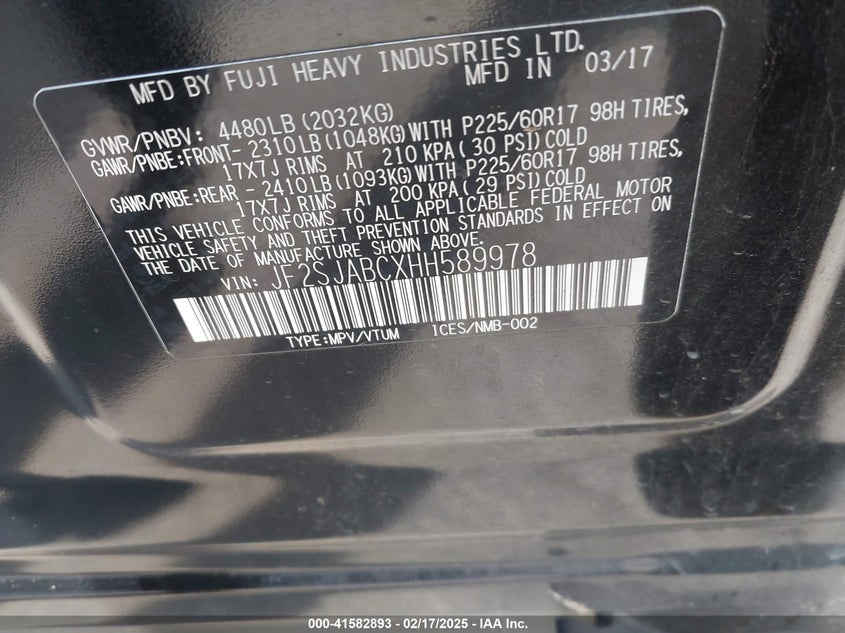 MFD BY FUJI HEAVY INDUSTRIES LTD.
MFD IN 03/17
GVWR/PNBV: 4480LB (2032KG)
GAWR/PNBE:FRONT- 2310LB (1048KG) WITH P225/60R17 98H TIRES,
17X7J RIMS AT 210 KPA ( 30 PSI) COLD
GAWR/PNBE:REAR - 2410LB (1093KG) WITH P225/60R17 98H TIRES,
17X7J RIMS AT 200 KPA ( 29 PSI) COLD
THIS VEHICLE CONFORMS TO ALL APPLICABLE FEDERAL MOTOR
VEHICLE SAFETY AND THEFT PREVENTION STANDARDS IN EFFECT ON
THE DATE OF MANUFACTURE SHOWN ABOVE.
VIN: JF2SJABCXHH589978
TYPE:MPV/VTUM ICES/NMB-002
000-41582893 - 02/17/2025 - IAA Inc.